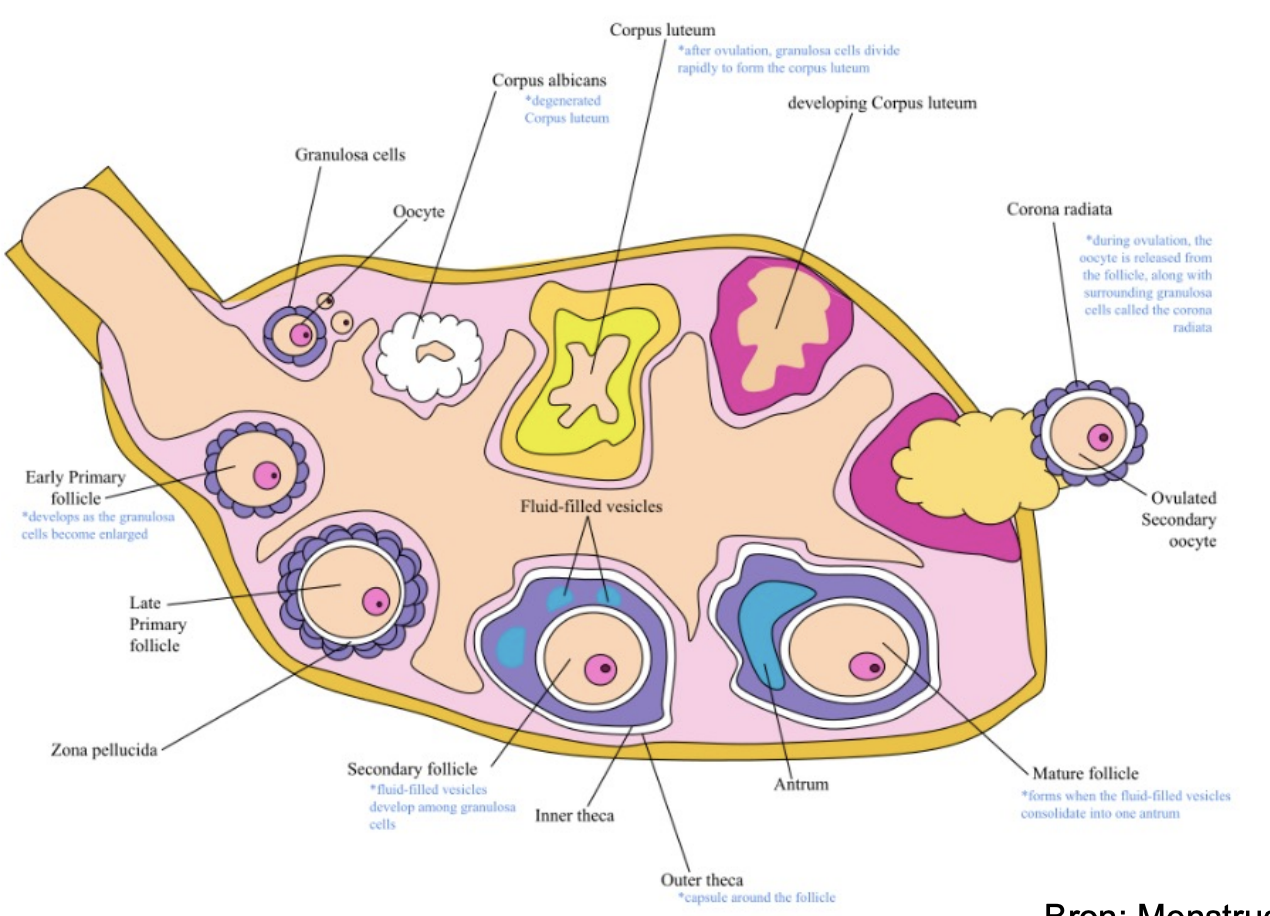 Corpus luteum
*after ovulation, granulosa cells divide
rapidly to form the corpus luteum
Corpus albicans
*degenerated
Corpus luteum
developing Corpus luteum
Granulosa cells
Oocyte
Corona radiata
*during ovulation, the
oocyte is released from
the follicle, along with
surrounding granulosa
cells called the corona
radiata
Early Primary
follicle
*develops as the granulosa
cells become enlarged
Fluid-filled vesicles
Ovulated
Secondary
oocyte
Late
Primary
follicle
Zona pellucida
Secondary follicle
*fluid-filled vesicles
develop among granulosa
cells
Inner theca
Antrum
Mature follicle
*forms when the fluid-filled vesicles
consolidate into one antrum
Outer theca
*capsule around the follicle